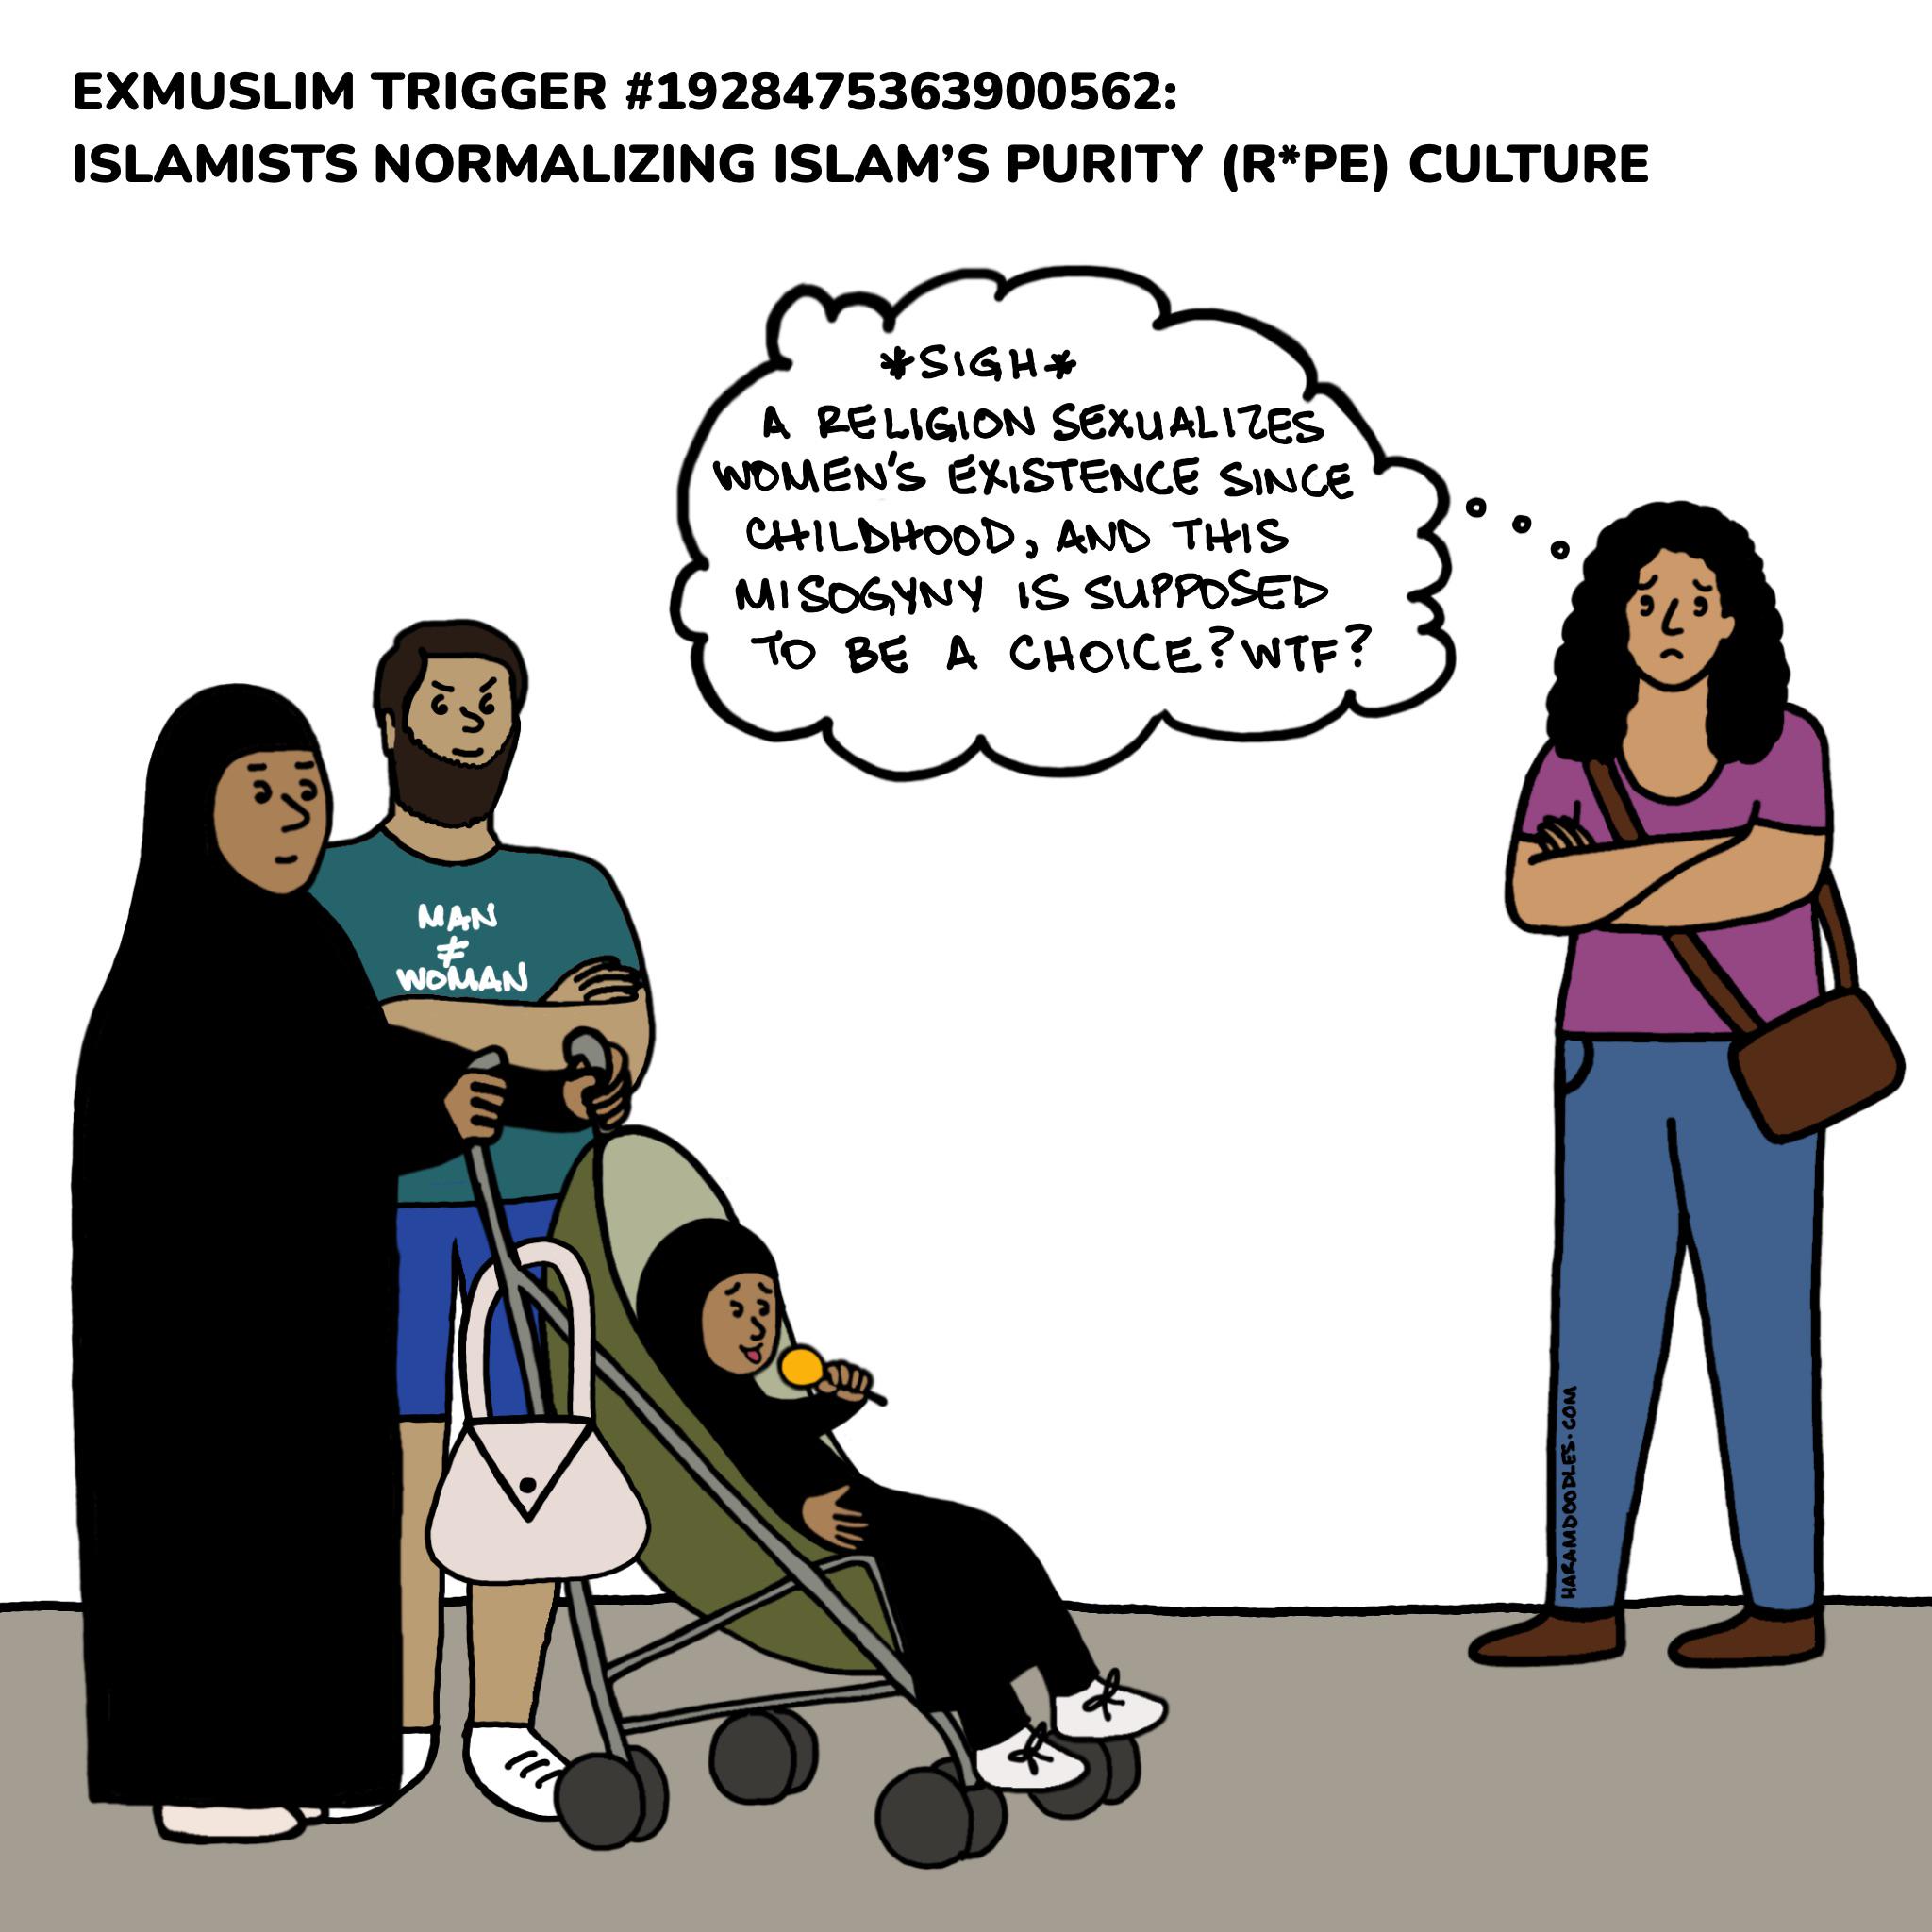 EXMUSLIM TRIGGER #1928475363900562:
ISLAMISTS NORMALIZING ISLAM'S PURITY (R*PE) CULTURE
*SIGH*
A RELIGION SEXUALIZES
WOMEN'S EXISTENCE SINCE
CHILDHOOD, AND THIS
MISOGYNY IS SUPPOSED
TO BE A CHOICE? WTF?
MAN
≠
WOMAN
HARAMDOODLES.COM